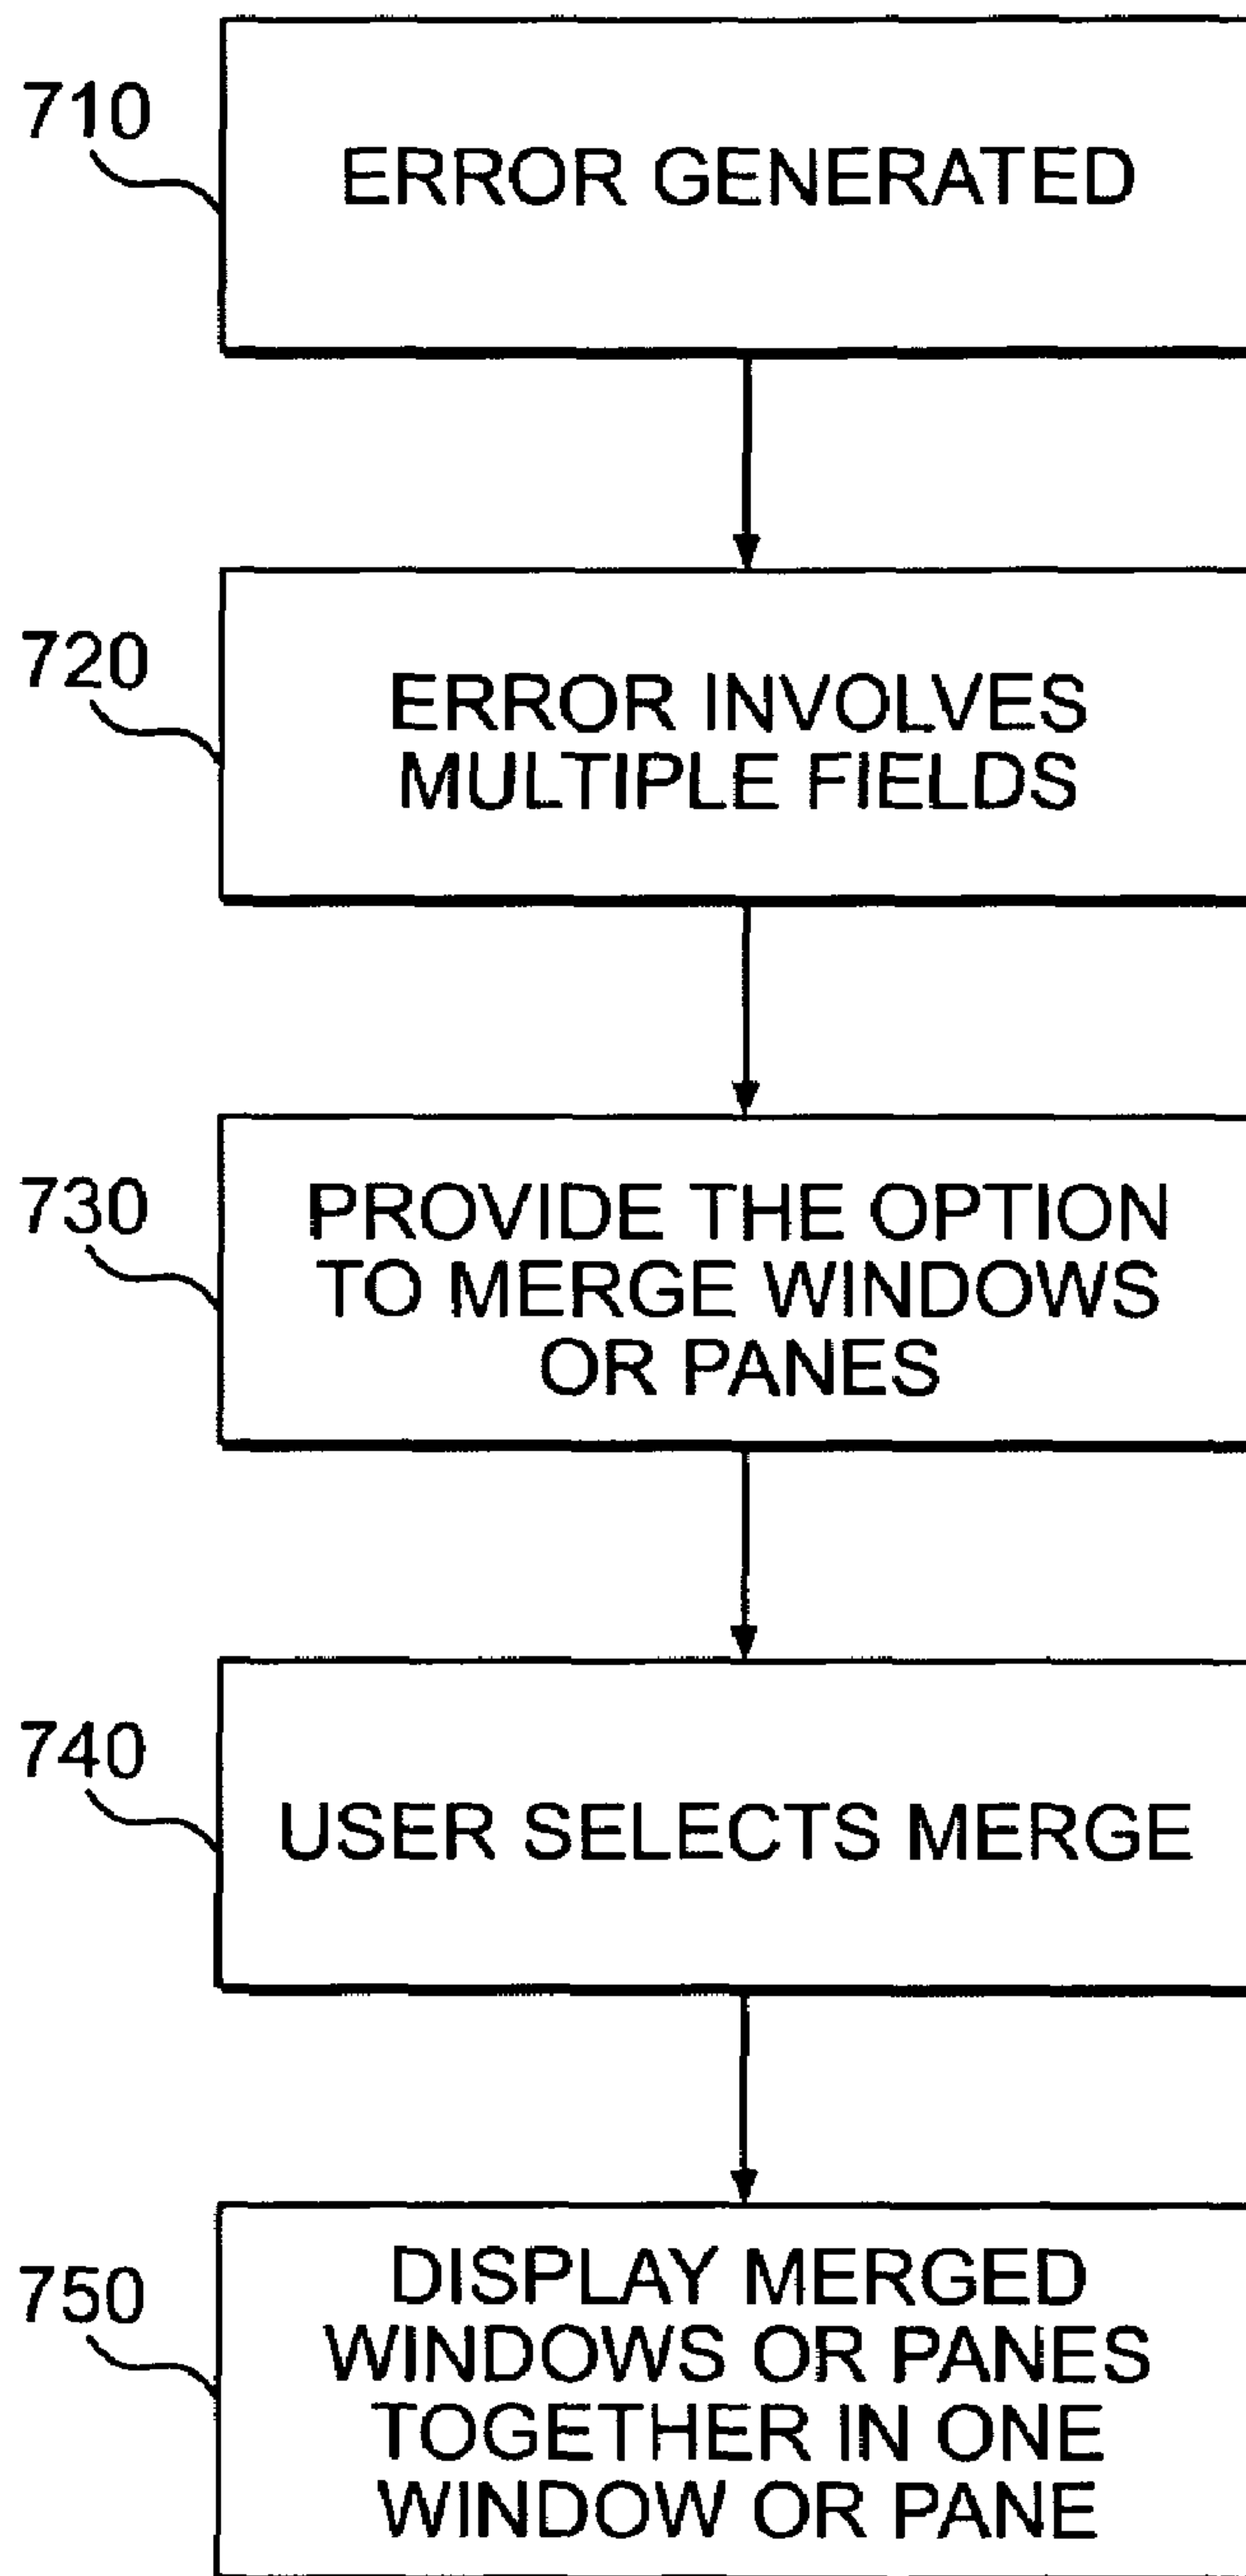 710
ERROR GENERATED
720
ERROR INVOLVES
MULTIPLE FIELDS
730
PROVIDE THE OPTION
TO MERGE WINDOWS
OR PANES
740
USER SELECTS MERGE
750
DISPLAY MERGED
WINDOWS OR PANES
TOGETHER IN ONE
WINDOW OR PANE